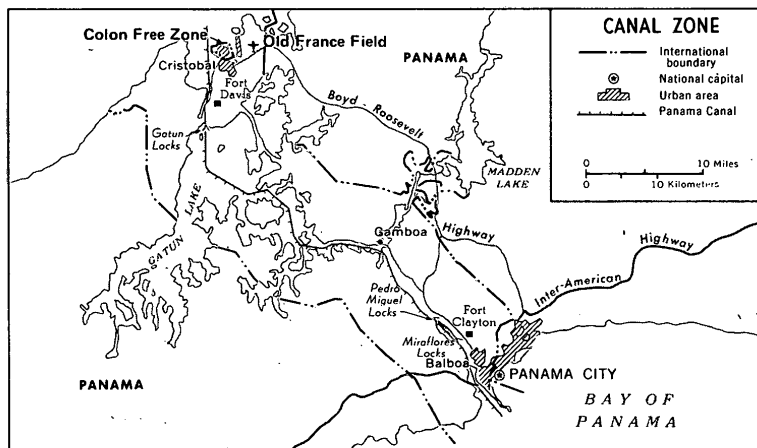 CANAL ZONE
International
boundary
National capital
Urban area
Panama Canal
0 10 Miles
0 10 Kilometers
Colon Free Zone
Old France Field
Cristobal
Fort
Davis
PANAMA
Boyd - Roosevelt
Gatun
Locks
MADDEN
LAKE
GATUN LAKE
Gamboa
Highway
Highway
Inter-American
Pedro
Miguel
Locks
Fort
Clayton
Miraflores
Locks
Balboa
PANAMA CITY
PANAMA
BAY OF
PANAMA